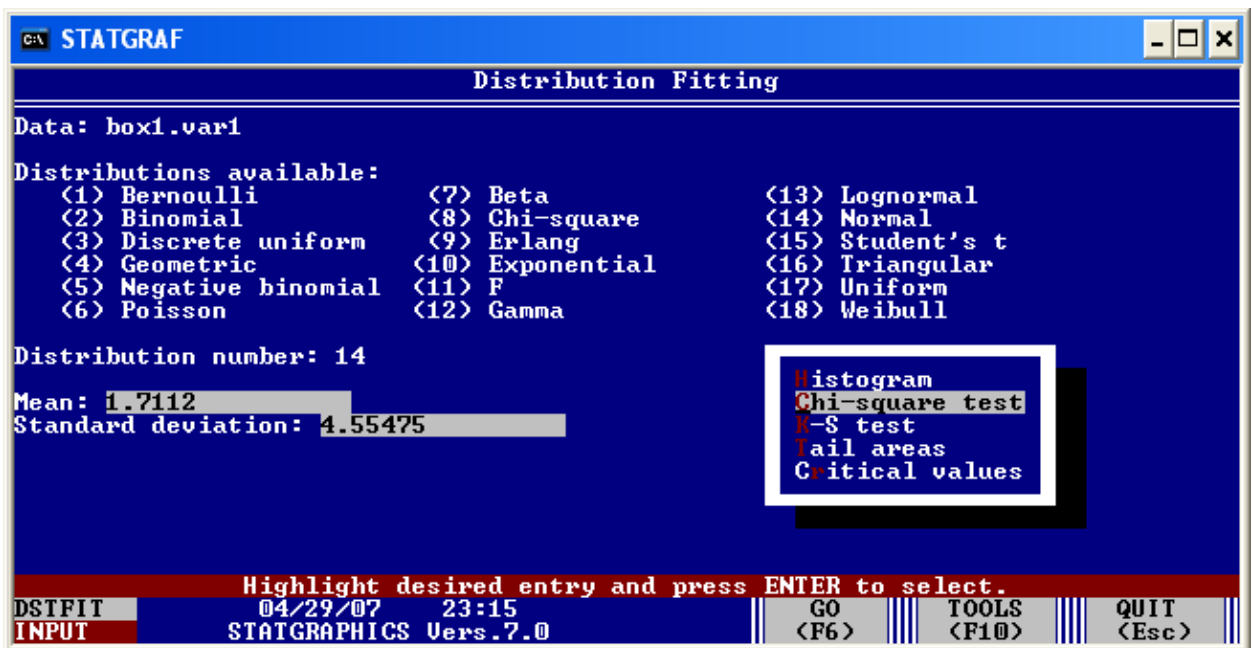 STATGRAF
Distribution Fitting
Data: box1.var1
Distributions available:
(1) Bernoulli (7) Beta (13) Lognormal
(2) Binomial (8) Chi-square (14) Normal
(3) Discrete uniform (9) Erlang (15) Student's t
(4) Geometric (10) Exponential (16) Triangular
(5) Negative binomial (11) F (17) Uniform
(6) Poisson (12) Gamma (18) Weibull
Distribution number: 14
Mean: 1.7112
Standard deviation: 4.55475
Histogram
Chi-square test
K-S test
Tail areas
Critical values
Highlight desired entry and press ENTER to select.
DSTFIT 04/29/07 23:15 GO TOOLS QUIT
INPUT STATGRAPHICS Vers.7.0 (F6) (F10) (Esc)